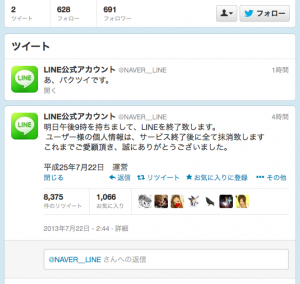 2
ツイート
628
フォロー
691
フォロワー
フォロー
ツイート
LINE公式アカウント @NAVER__LINE
1時間
あ、パクツイです。
開く
LINE公式アカウント @NAVER__LINE
4時間
明日午後9時を持ちまして、LINEを終了致します。
ユーザー様の個人情報は、サービス終了後に全て抹消致します
これまでご愛顧頂き、誠にありがとうございました。
平成25年7月22日 運営
閉じる
返信
リツイート
お気に入りに登録
その他
8,375
件のリツイート
1,066
お気に入り
2013年7月22日 - 2:44 · 詳細
@NAVER__LINE さんへの返信